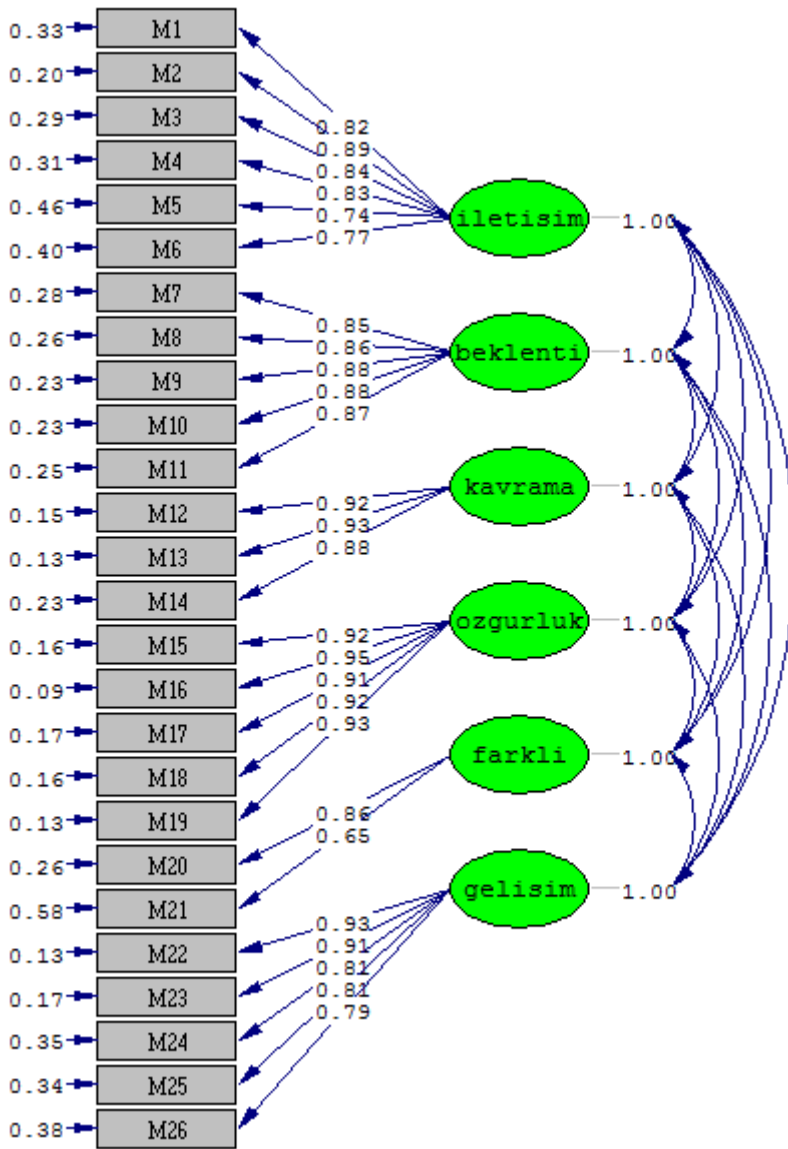 0.33 M1
0.20 M2
0.29 M3
0.31 M4
0.46 M5
0.40 M6
0.28 M7
0.26 M8
0.23 M9
0.23 M10
0.25 M11
0.15 M12
0.13 M13
0.23 M14
0.16 M15
0.09 M16
0.17 M17
0.16 M18
0.13 M19
0.26 M20
0.58 M21
0.13 M22
0.17 M23
0.35 M24
0.34 M25
0.38 M26
0.82
0.89
0.84
0.83
0.74
0.77
0.85
0.86
0.88
0.88
0.87
0.92
0.93
0.88
0.92
0.95
0.91
0.92
0.93
0.86
0.65
0.93
0.91
0.81
0.81
0.79
iletisim 1.00
beklenti 1.00
kavrama 1.00
ozgurluk 1.00
farkli 1.00
gelisim 1.00